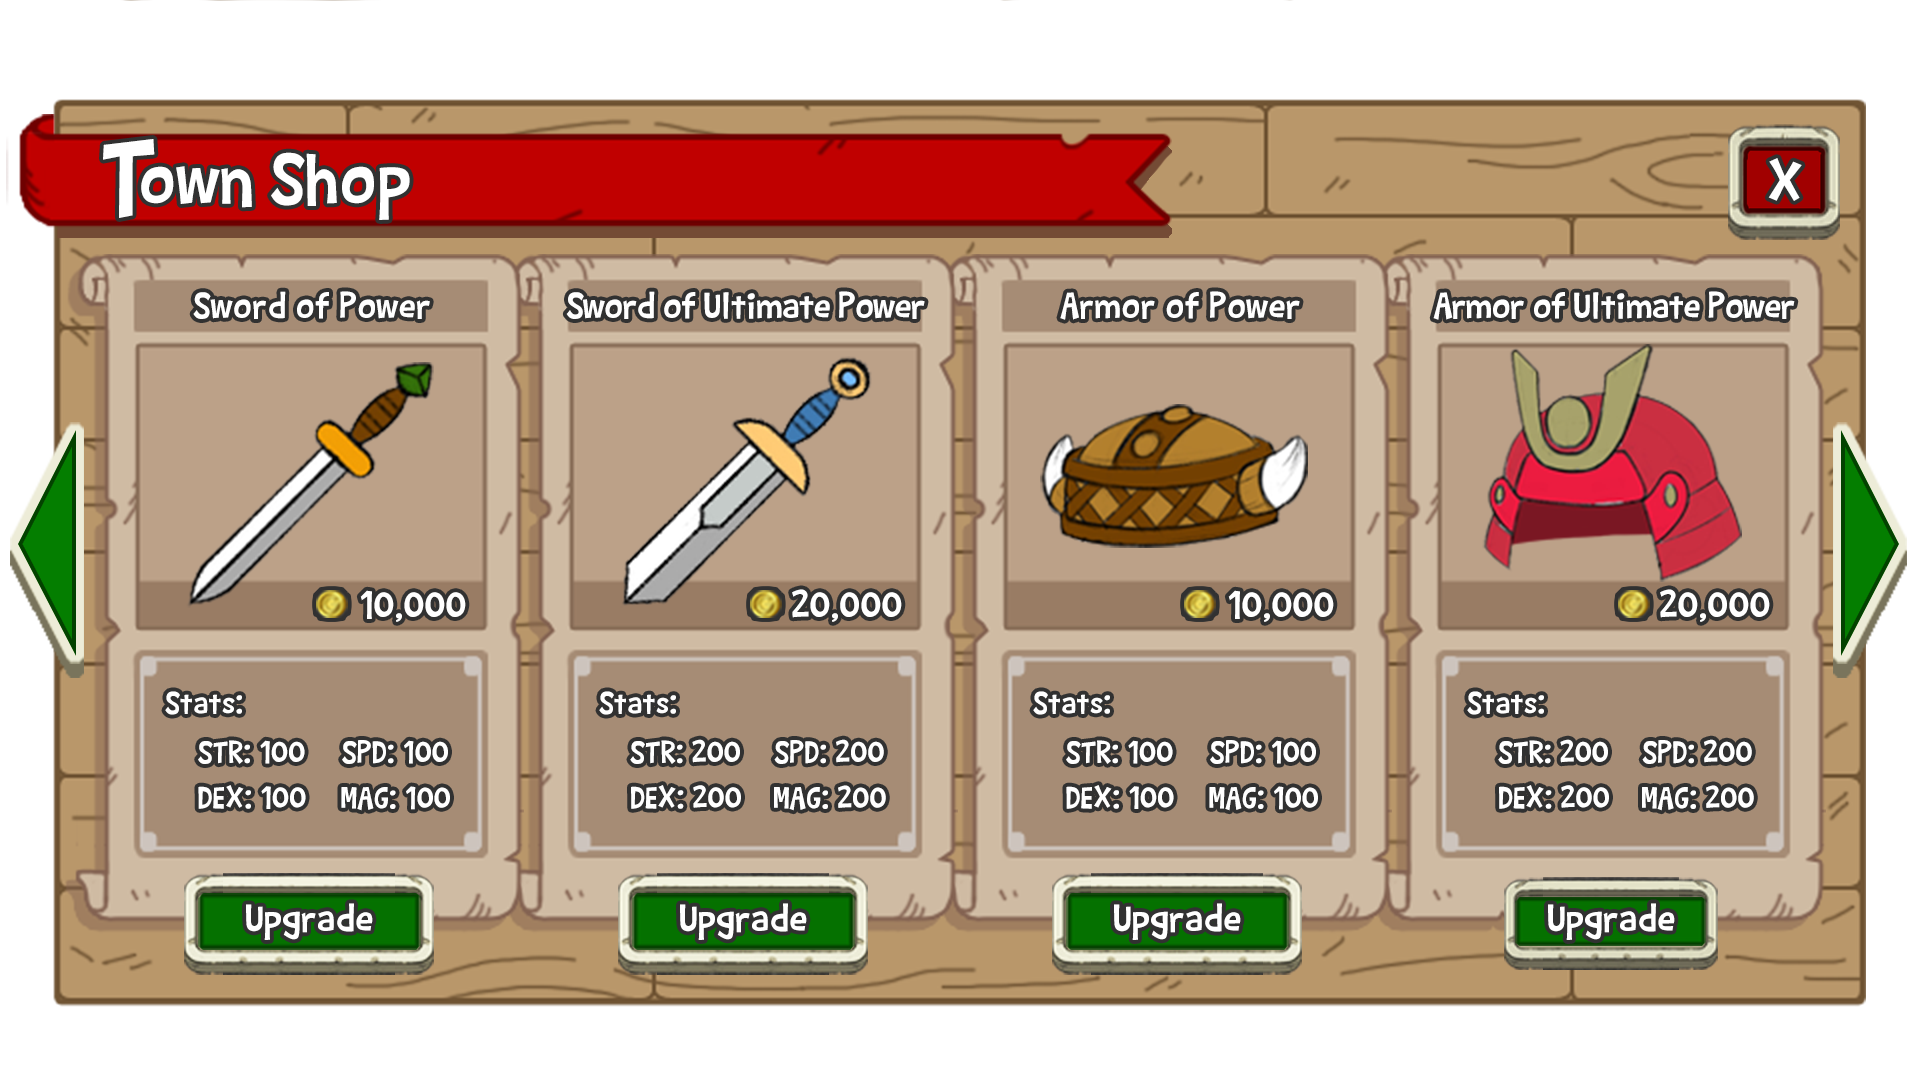 Town Shop
X
Sword of Power
10,000
Stats:
STR: 100 SPD: 100
DEX: 100 MAG: 100
Upgrade
Sword of Ultimate Power
20,000
Stats:
STR: 200 SPD: 200
DEX: 200 MAG: 200
Upgrade
Armor of Power
10,000
Stats:
STR: 100 SPD: 100
DEX: 100 MAG: 100
Upgrade
Armor of Ultimate Power
20,000
Stats:
STR: 200 SPD: 200
DEX: 200 MAG: 200
Upgrade